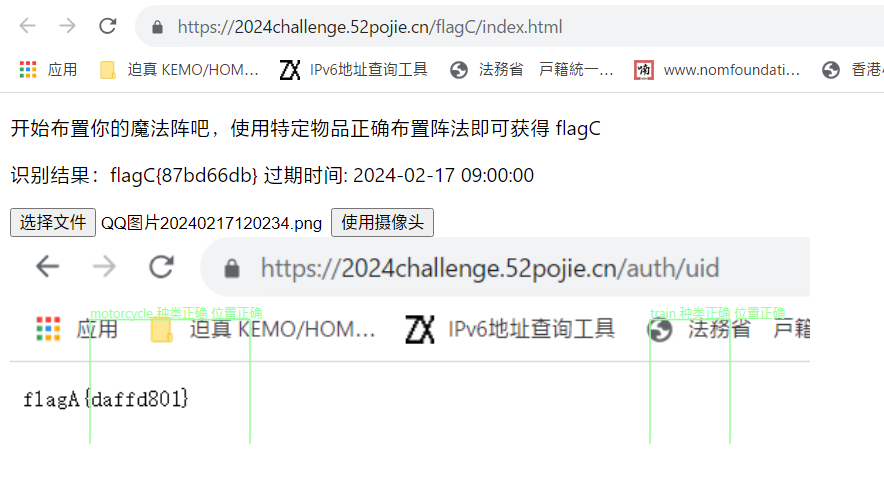 https://2024challenge.52pojie.cn/flagC/index.html
应用 迫真 KEMO/HOM... IPv6地址查询工具 法務省 戸籍統一... www.nomfoundati... 香港
开始布置你的魔法阵吧，使用特定物品正确布置阵法即可获得 flagC
识别结果：flagC{87bd66db} 过期时间: 2024-02-17 09:00:00
选择文件 QQ图片20240217120234.png 使用摄像头
https://2024challenge.52pojie.cn/auth/uid
motorcycle 种类正确 位置正确 train 种类正确 位置正确
应用 迫真 KEMO/HOM... IPv6地址查询工具 法務省 戸
flagA{daffd801}